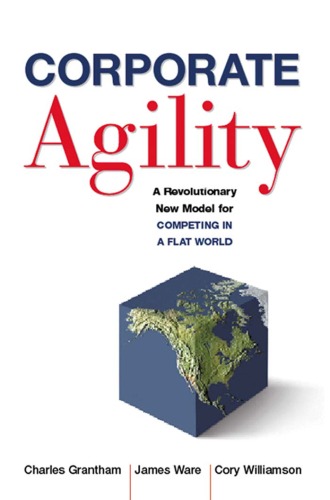 CORPORATE
Agility
A Revolutionary
New Model for
COMPETING IN
A FLAT WORLD
Charles Grantham | James Ware | Cory Williamson